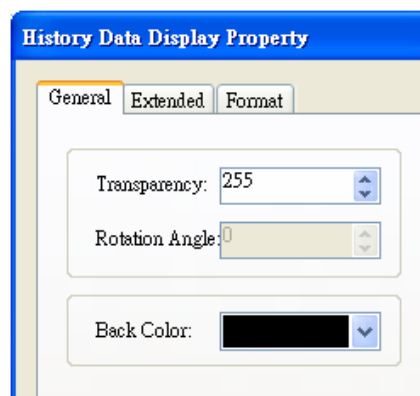 History Data Display Property
General Extended Format
Transparency: 255
Rotation Angle: 0
Back Color: